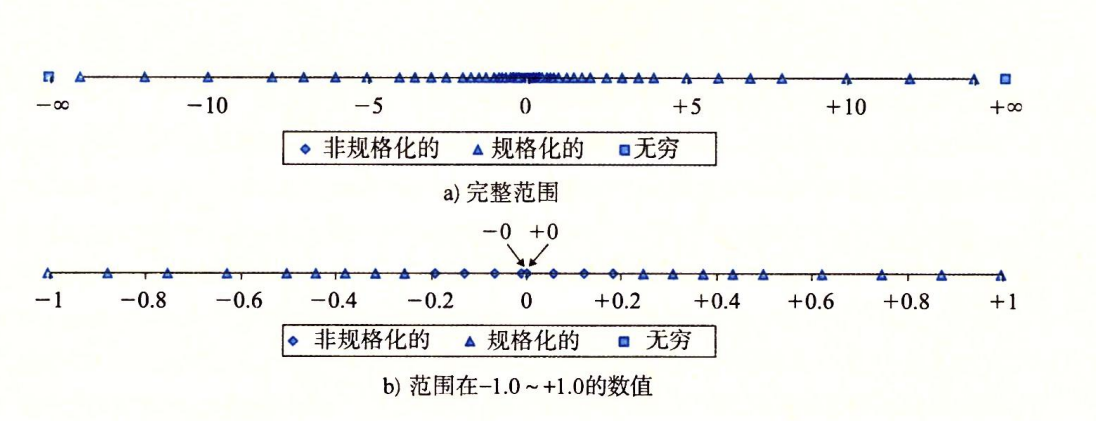 −∞ −10 −5 0 +5 +10 +∞
非规格化的 规格化的 无穷
a) 完整范围
−0 +0
−1 −0.8 −0.6 −0.4 −0.2 0 +0.2 +0.4 +0.6 +0.8 +1
非规格化的 规格化的 无穷
b) 范围在−1.0 ~ +1.0的数值